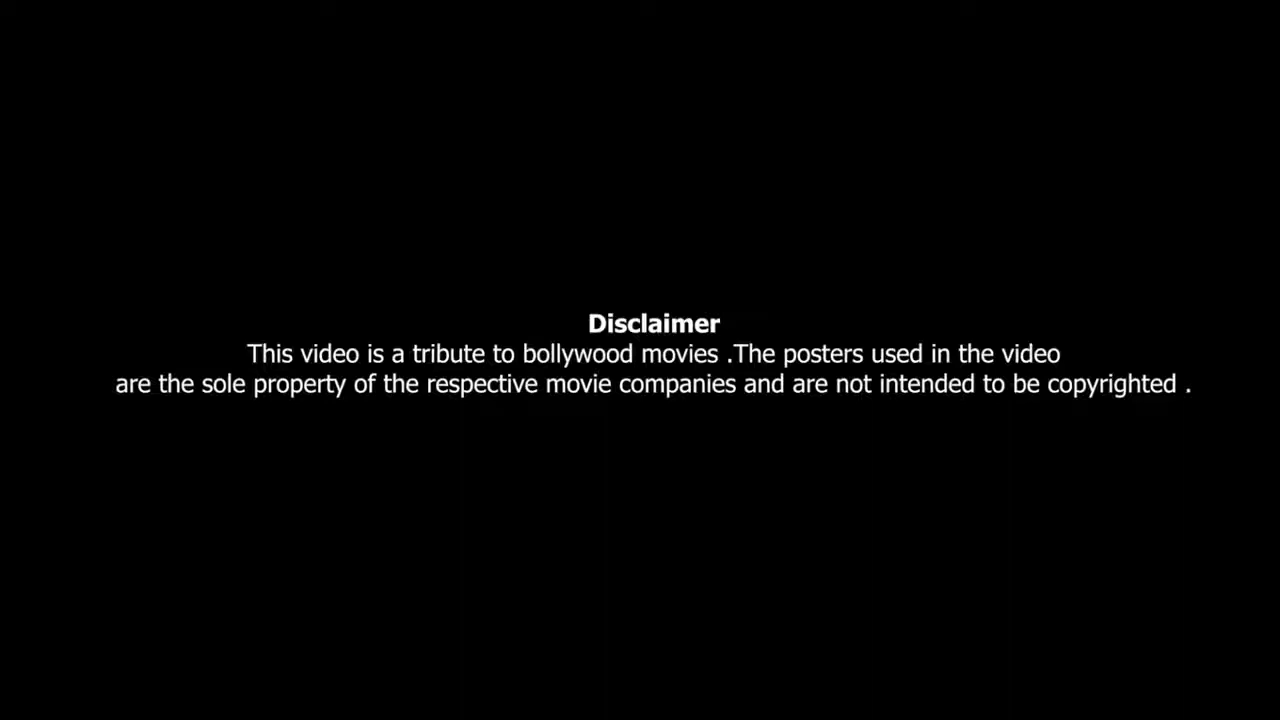 Disclaimer
This video is a tribute to bollywood movies .The posters used in the video
are the sole property of the respective movie companies and are not intended to be copyrighted .